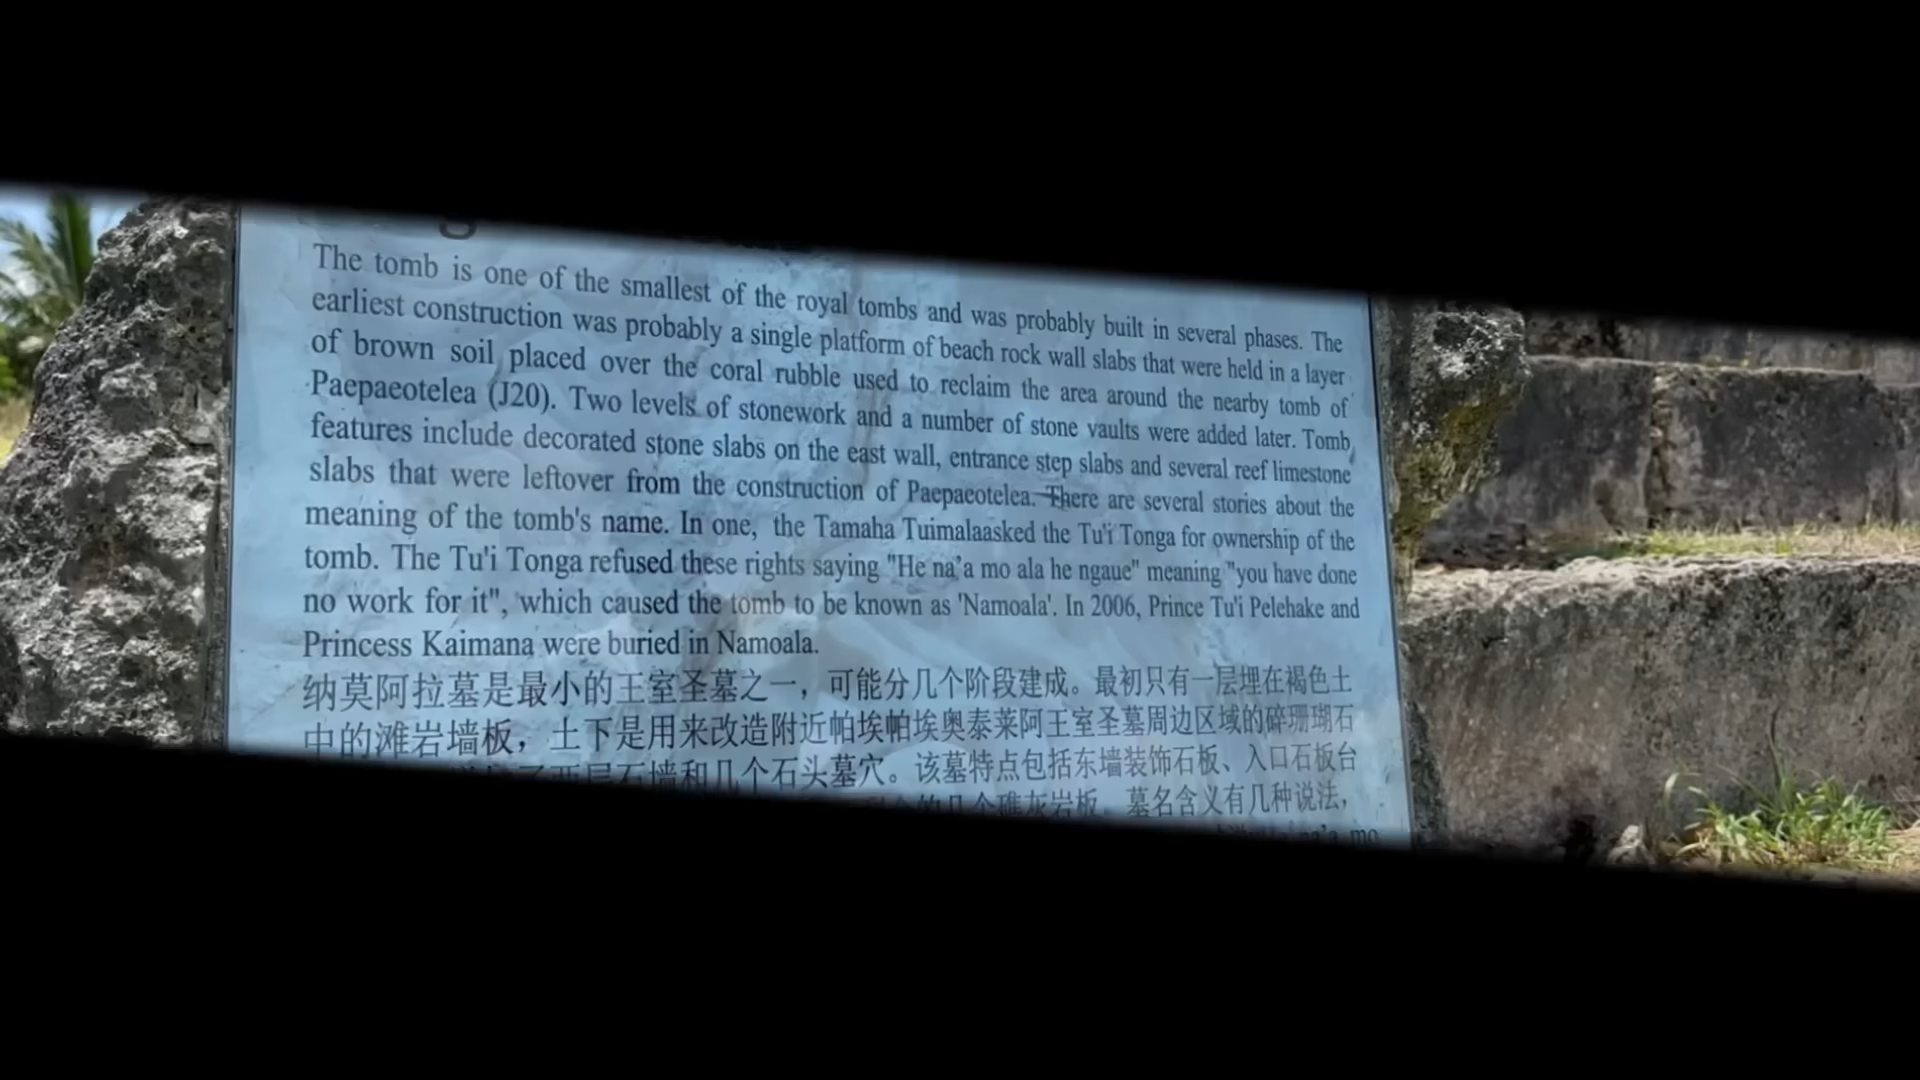 The tomb is one of the smallest of the royal tombs and was probably built in several phases. The
earliest construction was probably a single platform of beach rock wall slabs that were held in a layer
of brown soil placed over the coral rubble used to reclaim the area around the nearby tomb of
Paepaeotelea (J20). Two levels of stonework and a number of stone vaults were added later. Tomb
features include decorated stone slabs on the east wall, entrance step slabs and several reef limestone
slabs that were leftover from the construction of Paepaeotelea. There are several stories about the
meaning of the tomb's name. In one, the Tamaha Tuimalaasked the Tu'i Tonga for ownership of the
tomb. The Tu'i Tonga refused these rights saying "He na’a mo ala he ngaue" meaning "you have done
no work for it", which caused the tomb to be known as 'Namoala'. In 2006, Prince Tu'i Pelehake and
Princess Kaimana were buried in Namoala.
纳莫阿拉墓是最小的王室圣墓之一，可能分几个阶段建成。最初只有一层埋在褐色土
中的滩岩墙板，土下是用来改造附近帕埃帕埃奥泰莱阿王室圣墓周边区域的碎珊瑚石
两层石墙和几个石头墓穴。该墓特点包括东墙装饰石板、入口石板台
的几个礁灰岩板。墓名含义有几种说法，
mo